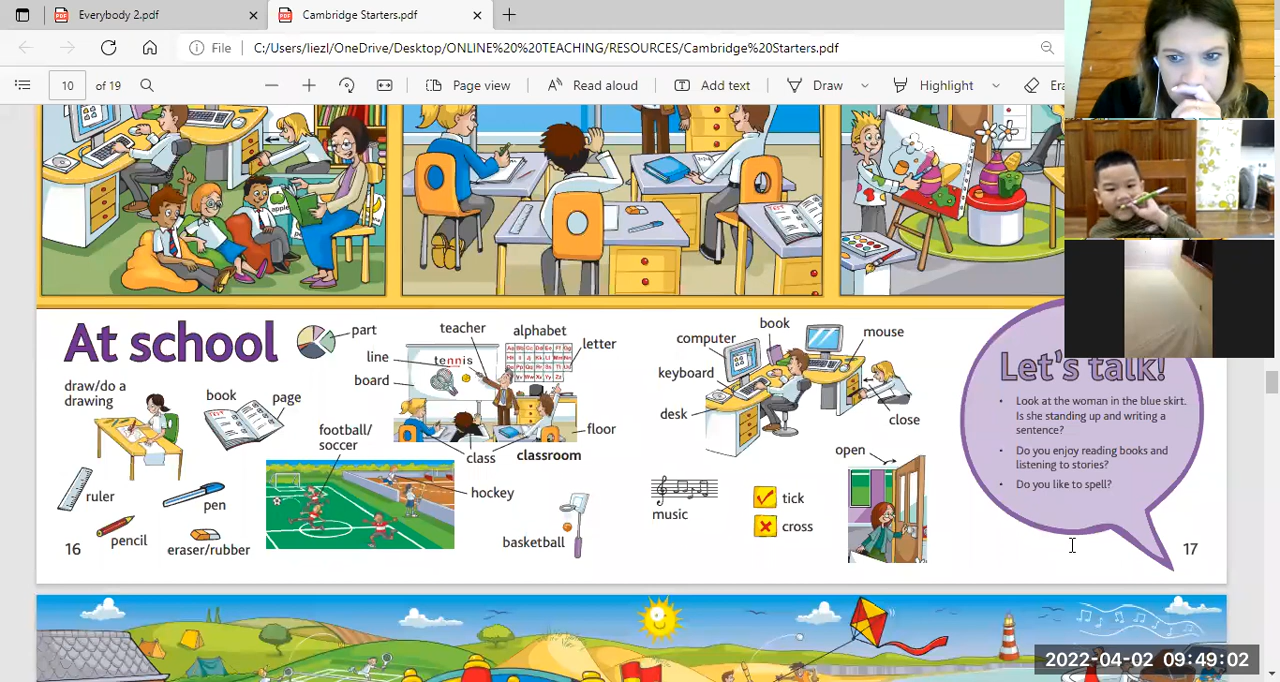 Everybody 2.pdf
Cambridge Starters.pdf
File
C:/Users/liezl/OneDrive/Desktop/ONLINE%20%20TEACHING/RESOURCES/Cambridge%20Starters.pdf
10 of 19
Page view
Read aloud
Add text
Draw
Highlight
Era
apple
TEST
At school
part
line
board
tennis
teacher
alphabet
letter
floor
class
classroom
draw/do a
drawing
book
page
ruler
pen
pencil
eraser/rubber
16
football/
soccer
hockey
basketball
computer
keyboard
desk
book
mouse
close
open
music
tick
cross
Let's talk!
• Look at the woman in the blue skirt.
Is she standing up and writing a
sentence?
• Do you enjoy reading books and
listening to stories?
• Do you like to spell?
17
2022-04-02 09:49:02